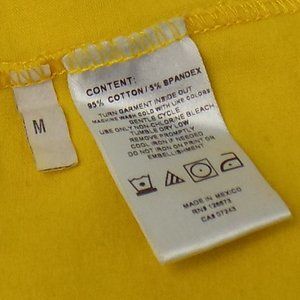 M
CONTENT:
95% COTTON/5% SPANDEX
TURN GARMENT INSIDE OUT
MACHINE WASH SOLD WITH LIKE COLORS
GENTLE CYCLE
USE ONLY NON-CHLORINE BLEACH
TUMBLE DRY LOW
REMOVE PROMPTLY
COOL IRON IF NEEDED
DO NOT IRON ON PRINT OR
EMBELLISHMENT
MADE IN MEXICO
RN# 128873
CA# 07243